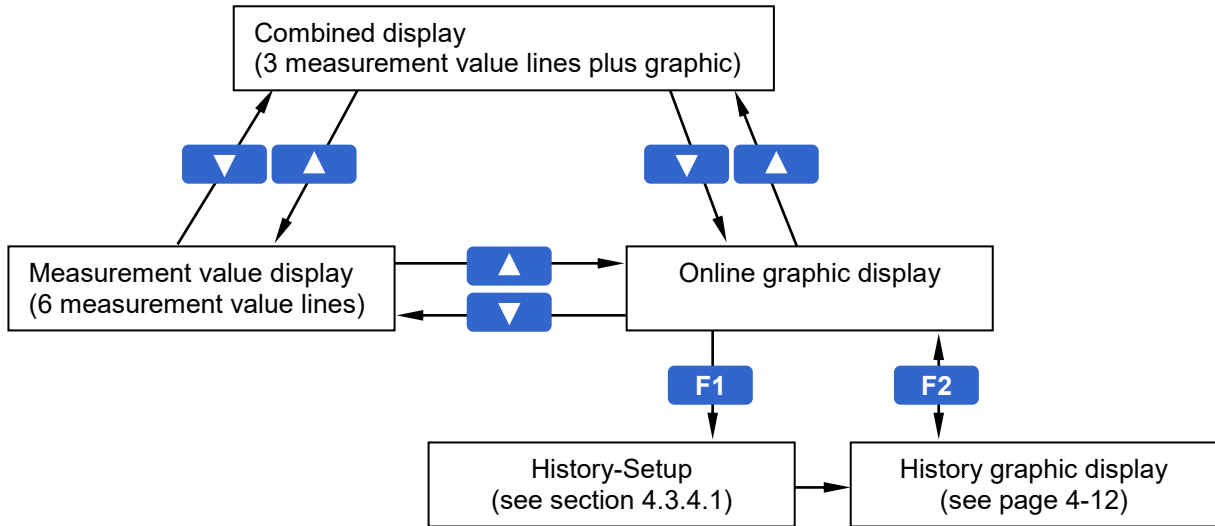 Combined display
(3 measurement value lines plus graphic)
▼ ▲ ▼ ▲
Measurement value display
(6 measurement value lines)
▲
▼
Online graphic display
F1 F2
History-Setup
(see section 4.3.4.1)
History graphic display
(see page 4-12)